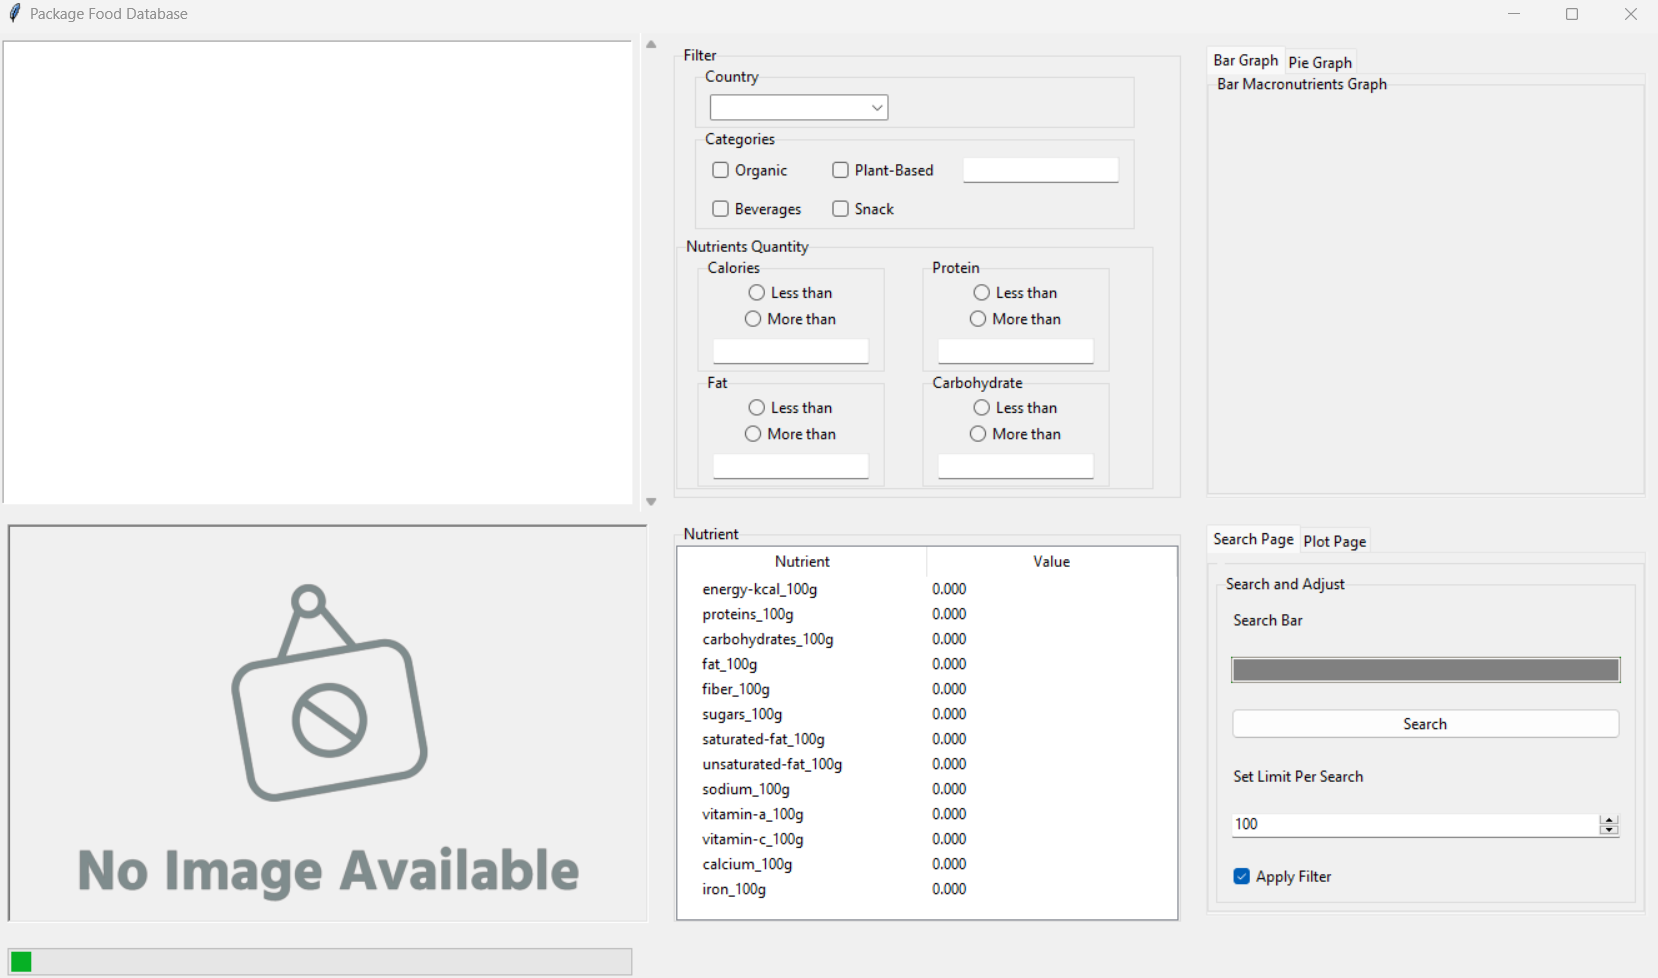 Package Food Database
Filter
Country
Categories
Organic
Plant-Based
Beverages
Snack
Nutrients Quantity
Calories
Less than
More than
Protein
Less than
More than
Fat
Less than
More than
Carbohydrate
Less than
More than
Bar Graph
Pie Graph
Bar Macronutrients Graph
No Image Available
Nutrient
Nutrient Value
energy-kcal_100g 0.000
proteins_100g 0.000
carbohydrates_100g 0.000
fat_100g 0.000
fiber_100g 0.000
sugars_100g 0.000
saturated-fat_100g 0.000
unsaturated-fat_100g 0.000
sodium_100g 0.000
vitamin-a_100g 0.000
vitamin-c_100g 0.000
calcium_100g 0.000
iron_100g 0.000
Search Page
Plot Page
Search and Adjust
Search Bar
Search
Set Limit Per Search
100
Apply Filter